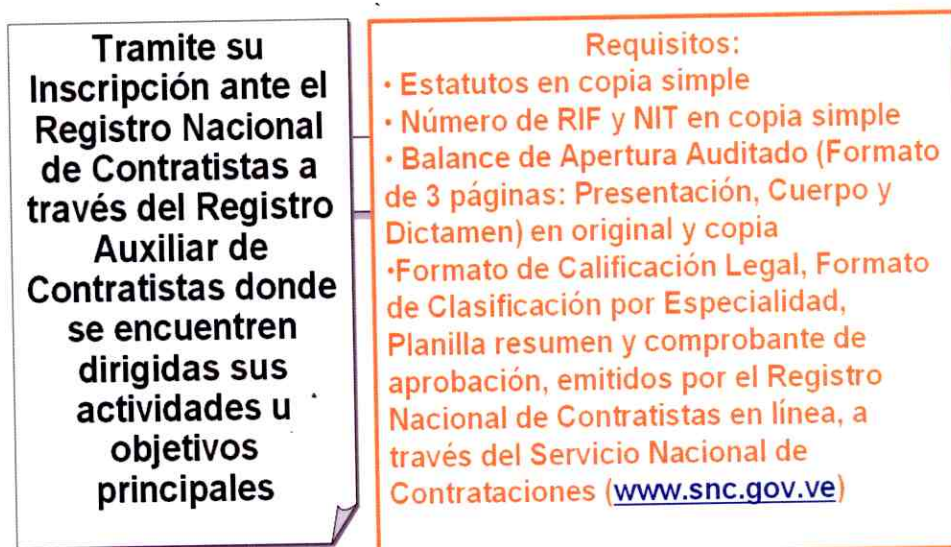 Tramite su
Inscripción ante el
Registro Nacional
de Contratistas a
través del Registro
Auxiliar de
Contratistas donde
se encuentren
dirigidas sus
actividades u
objetivos
principales
Requisitos:
• Estatutos en copia simple
• Número de RIF y NIT en copia simple
• Balance de Apertura Auditado (Formato
de 3 páginas: Presentación, Cuerpo y
Dictamen) en original y copia
•Formato de Calificación Legal, Formato
de Clasificación por Especialidad,
Planilla resumen y comprobante de
aprobación, emitidos por el Registro
Nacional de Contratistas en línea, a
través del Servicio Nacional de
Contrataciones (www.snc.gov.ve)